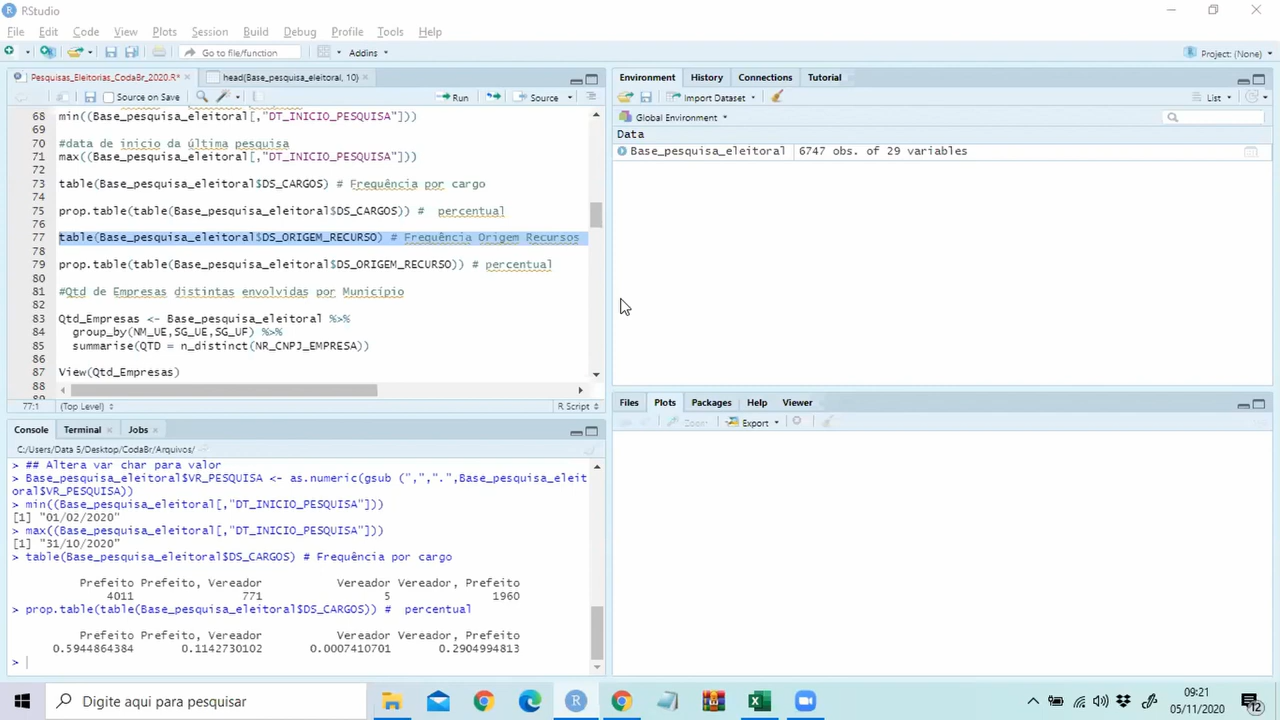 RStudio
File Edit Code View Plots Session Build Debug Profile Tools Help
Go to file/function Addins Project: (None)
Pesquisas_Eleitorias_CodaBr_2020.R* head(Base_pesquisa_eleitoral, 10)
Source on Save Run Source
68 min((Base_pesquisa_eleitoral[,"DT_INICIO_PESQUISA"]))
69
70 #data de inicio da última pesquisa
71 max((Base_pesquisa_eleitoral[,"DT_INICIO_PESQUISA"]))
72
73 table(Base_pesquisa_eleitoral$DS_CARGOS) # Frequência por cargo
74
75 prop.table(table(Base_pesquisa_eleitoral$DS_CARGOS)) # percentual
76
77 table(Base_pesquisa_eleitoral$DS_ORIGEM_RECURSO) # Frequência Origem Recursos
78
79 prop.table(table(Base_pesquisa_eleitoral$DS_ORIGEM_RECURSO)) # percentual
80
81 #Qtd de Empresas distintas envolvidas por Município
82
83 Qtd_Empresas <- Base_pesquisa_eleitoral %>%
84 group_by(NM_UE,SG_UE,SG_UF) %>%
85 summarise(QTD = n_distinct(NR_CNPJ_EMPRESA))
86
87 View(Qtd_Empresas)
88
77:1 (Top Level) R Script
Console Terminal Jobs
C:/Users/Data 5/Desktop/CodaBr/Arquivos/
> ## Altera var char para valor
> Base_pesquisa_eleitoral$VR_PESQUISA <- as.numeric(gsub (",",".",Base_pesquisa_eleit
oral$VR_PESQUISA))
> min((Base_pesquisa_eleitoral[,"DT_INICIO_PESQUISA"]))
[1] "01/02/2020"
> max((Base_pesquisa_eleitoral[,"DT_INICIO_PESQUISA"]))
[1] "31/10/2020"
> table(Base_pesquisa_eleitoral$DS_CARGOS) # Frequência por cargo
Prefeito Prefeito, Vereador Vereador Vereador, Prefeito
4011 771 5 1960
> prop.table(table(Base_pesquisa_eleitoral$DS_CARGOS)) # percentual
Prefeito Prefeito, Vereador Vereador Vereador, Prefeito
0.5944864384 0.1142730102 0.0007410701 0.2904994813
>
Environment History Connections Tutorial
Import Dataset List
Global Environment
Data
Base_pesquisa_eleitoral 6747 obs. of 29 variables
Files Plots Packages Help Viewer
Zoom Export
Digite aqui para pesquisar
09:21
05/11/2020
12